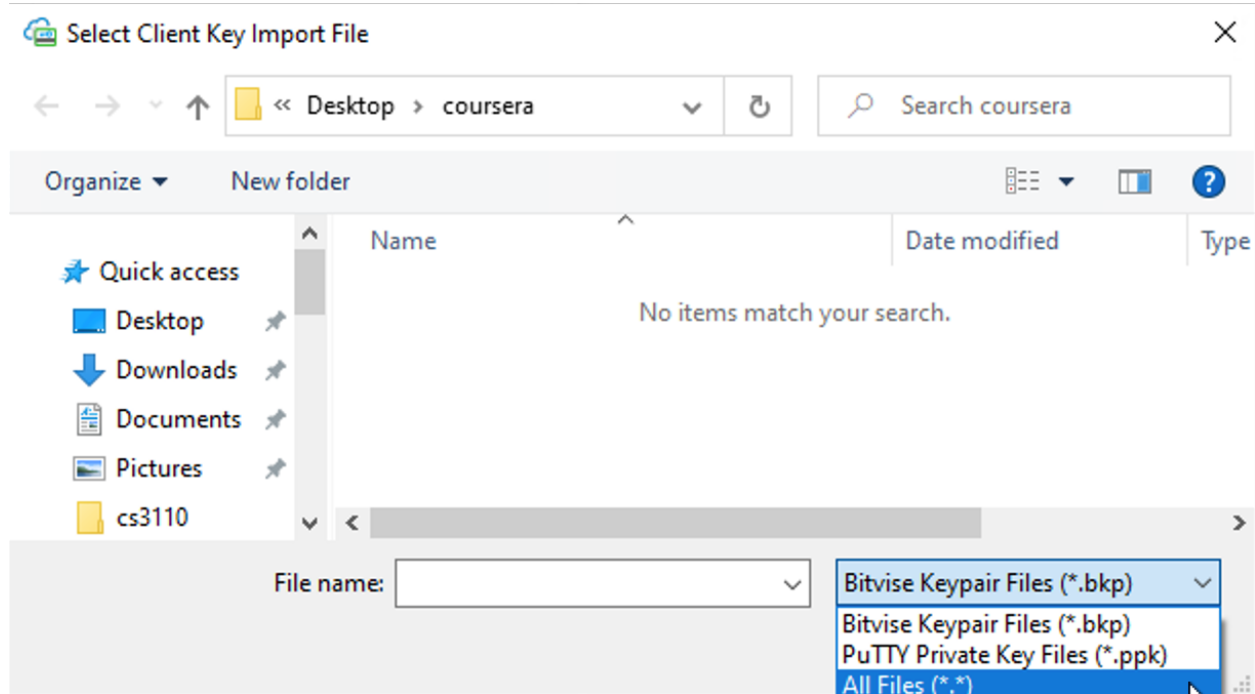 Select Client Key Import File
« Desktop › coursera
Search coursera
Organize
New folder
?
Name
Date modified
Type
Quick access
Desktop
Downloads
Documents
Pictures
cs3110
No items match your search.
File name:
Bitvise Keypair Files (*.bkp)
Bitvise Keypair Files (*.bkp)
PuTTY Private Key Files (*.ppk)
All Files (*.*)